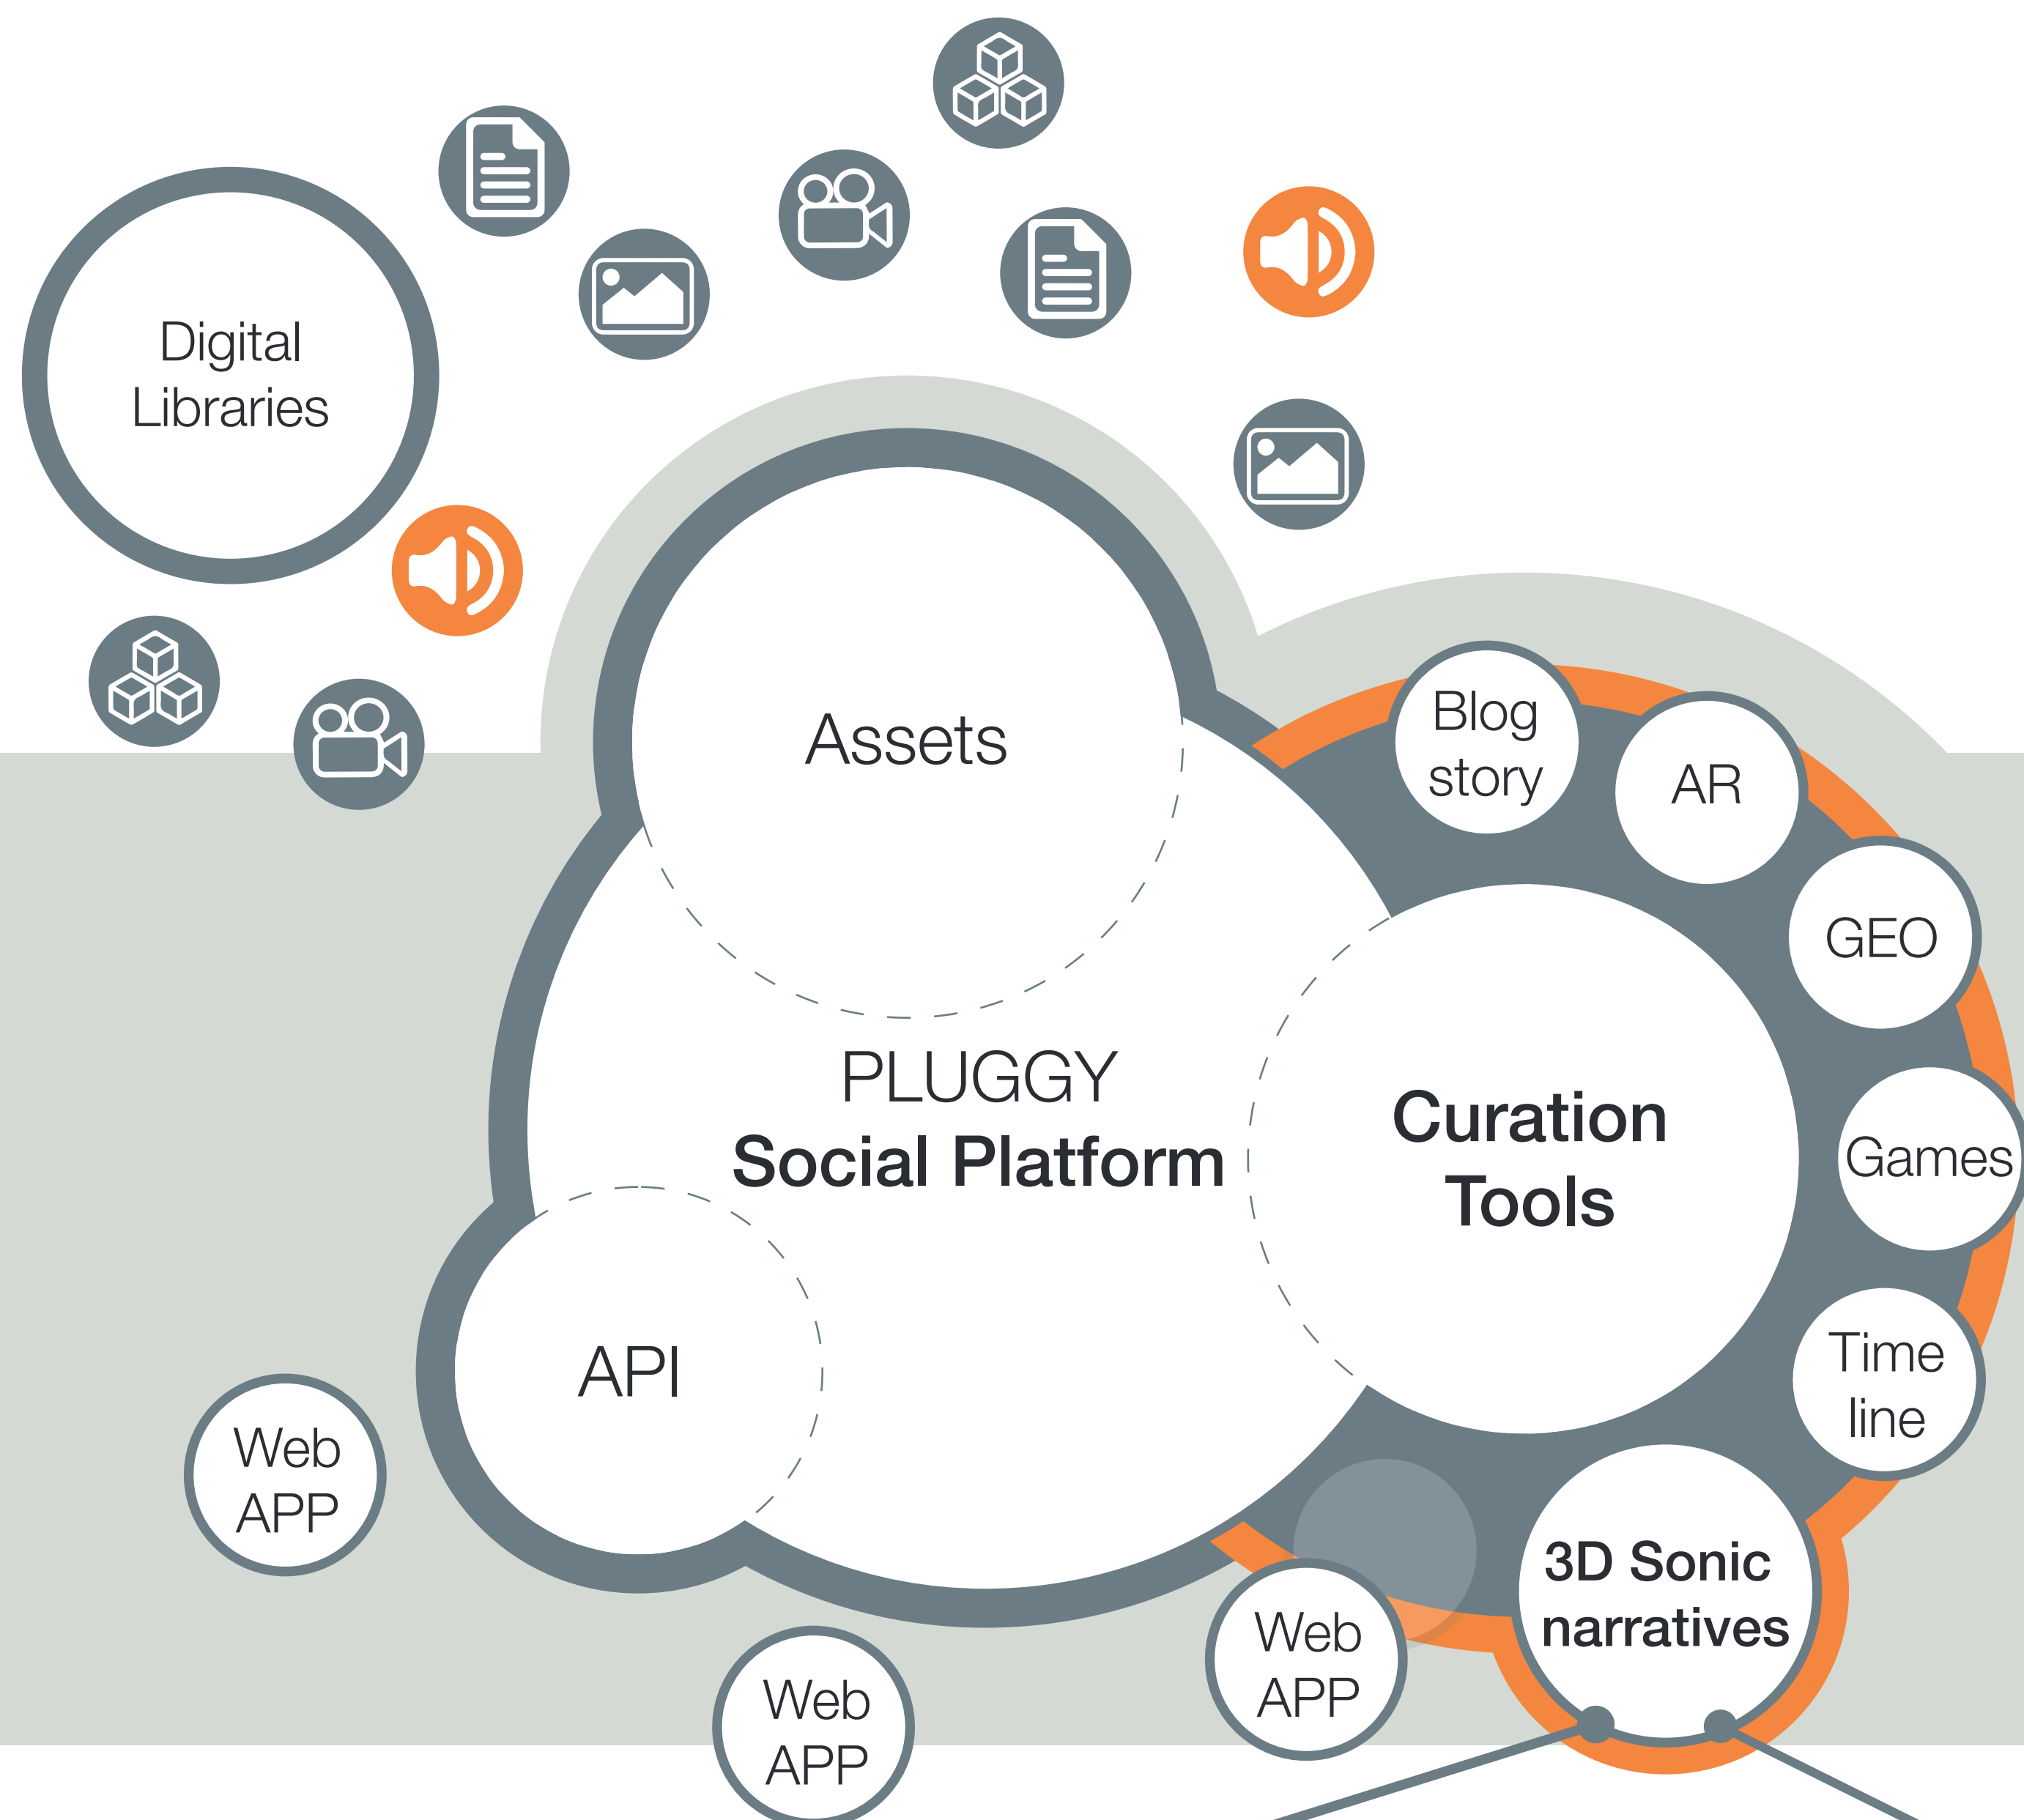 Digital
Libraries
Assets
Blog
story
AR
GEO
PLUGGY
Social Platform
Curation
Tools
Games
Time
line
API
Web
APP
3D Sonic
narratives
Web
APP
Web
APP